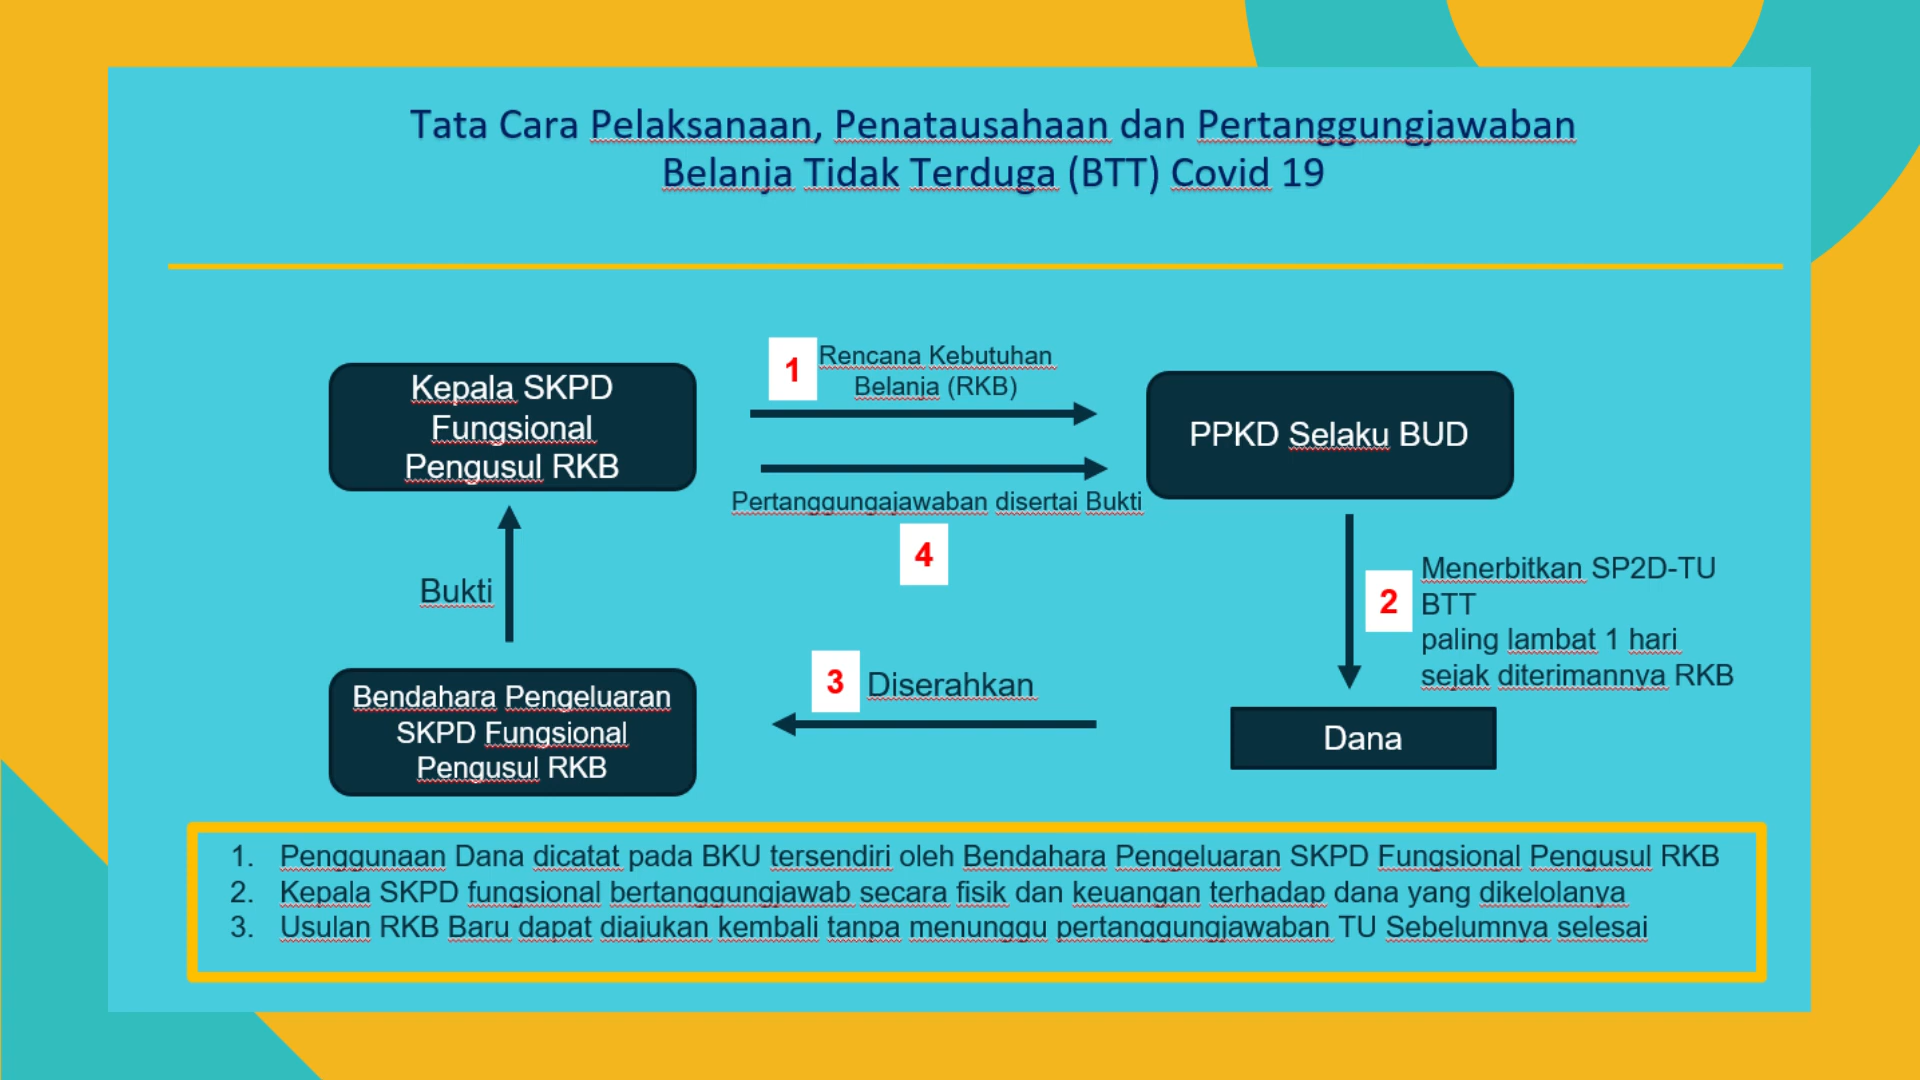 Tata Cara Pelaksanaan, Penatausahaan dan Pertanggungjawaban
Belanja Tidak Terduga (BTT) Covid 19
Kepala SKPD
Fungsional
Pengusul RKB
1
Rencana Kebutuhan
Belanja (RKB)
PPKD Selaku BUD
Pertanggungajawaban disertai Bukti
4
Bukti
2
Menerbitkan SP2D-TU
BTT
paling lambat 1 hari
sejak diterimannya RKB
3
Diserahkan
Bendahara Pengeluaran
SKPD Fungsional
Pengusul RKB
Dana
1. Penggunaan Dana dicatat pada BKU tersendiri oleh Bendahara Pengeluaran SKPD Fungsional Pengusul RKB
2. Kepala SKPD fungsional bertanggungjawab secara fisik dan keuangan terhadap dana yang dikelolanya
3. Usulan RKB Baru dapat diajukan kembali tanpa menunggu pertanggungjawaban TU Sebelumnya selesai